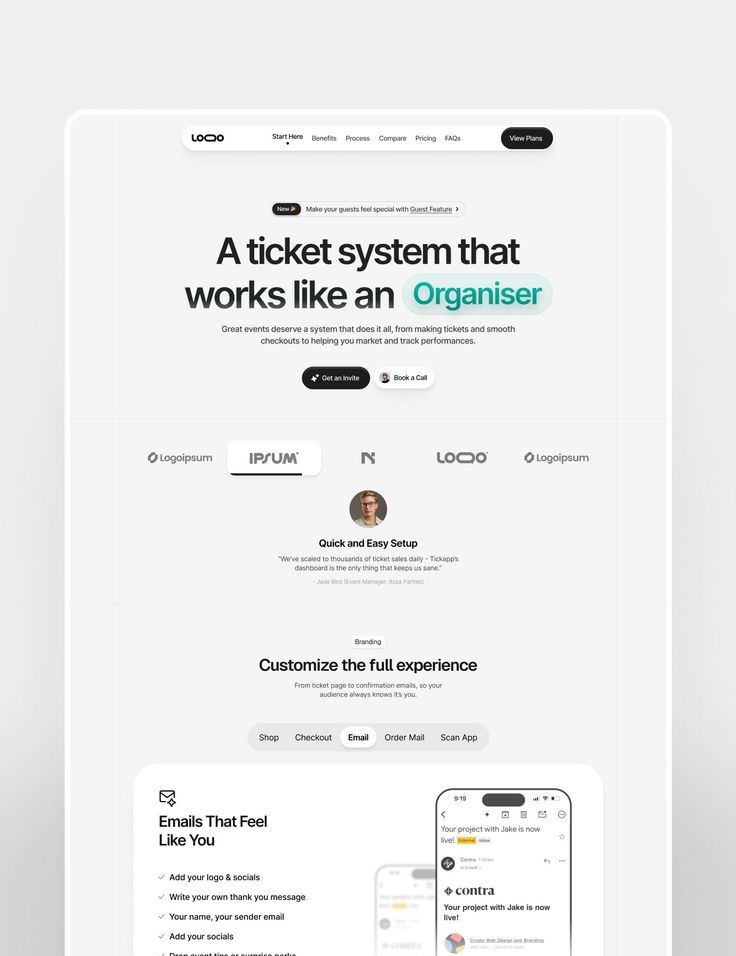 LOGO
Start Here Benefits Process Compare Pricing FAQs
View Plans
New 🎉 Make your guests feel special with Guest Feature >
A ticket system that
works like an Organiser
Great events deserve a system that does it all, from making tickets and smooth
checkouts to helping you market and track performances.
Get an Invite Book a Call
Logoipsum IPSUM LOGO Logoipsum
Quick and Easy Setup
"We've scaled to thousands of ticket sales daily - Tickapp's
dashboard is the only thing that keeps us sane."
- Jade Bird (Event Manager, Ibiza Parties)
Branding
Customize the full experience
From ticket page to confirmation emails, so your
audience always knows it's you.
Shop Checkout Email Order Mail Scan App
Emails That Feel
Like You
Add your logo & socials
Write your own thank you message
Your name, your sender email
Add your socials
Drop event tips or surprise perks
9:19
Your project with Jake is now
live! External Inbox
Contra
contra
Your project with Jake is now
live!
Create Web Design and Branding